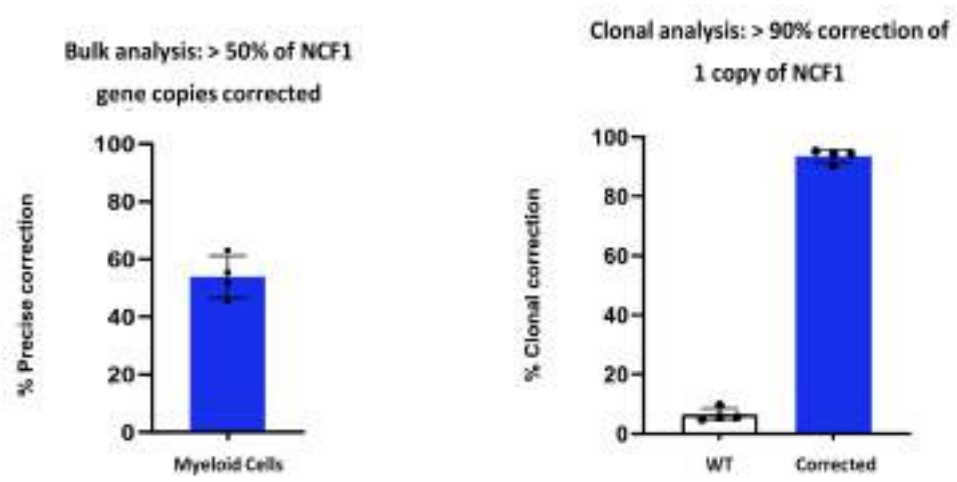 Bulk analysis: > 50% of NCF1
gene copies corrected
% Precise correction
100
80
60
40
20
0
Myeloid Cells
Clonal analysis: > 90% correction of
1 copy of NCF1
% Clonal correction
100
80
60
40
20
0
WT
Corrected